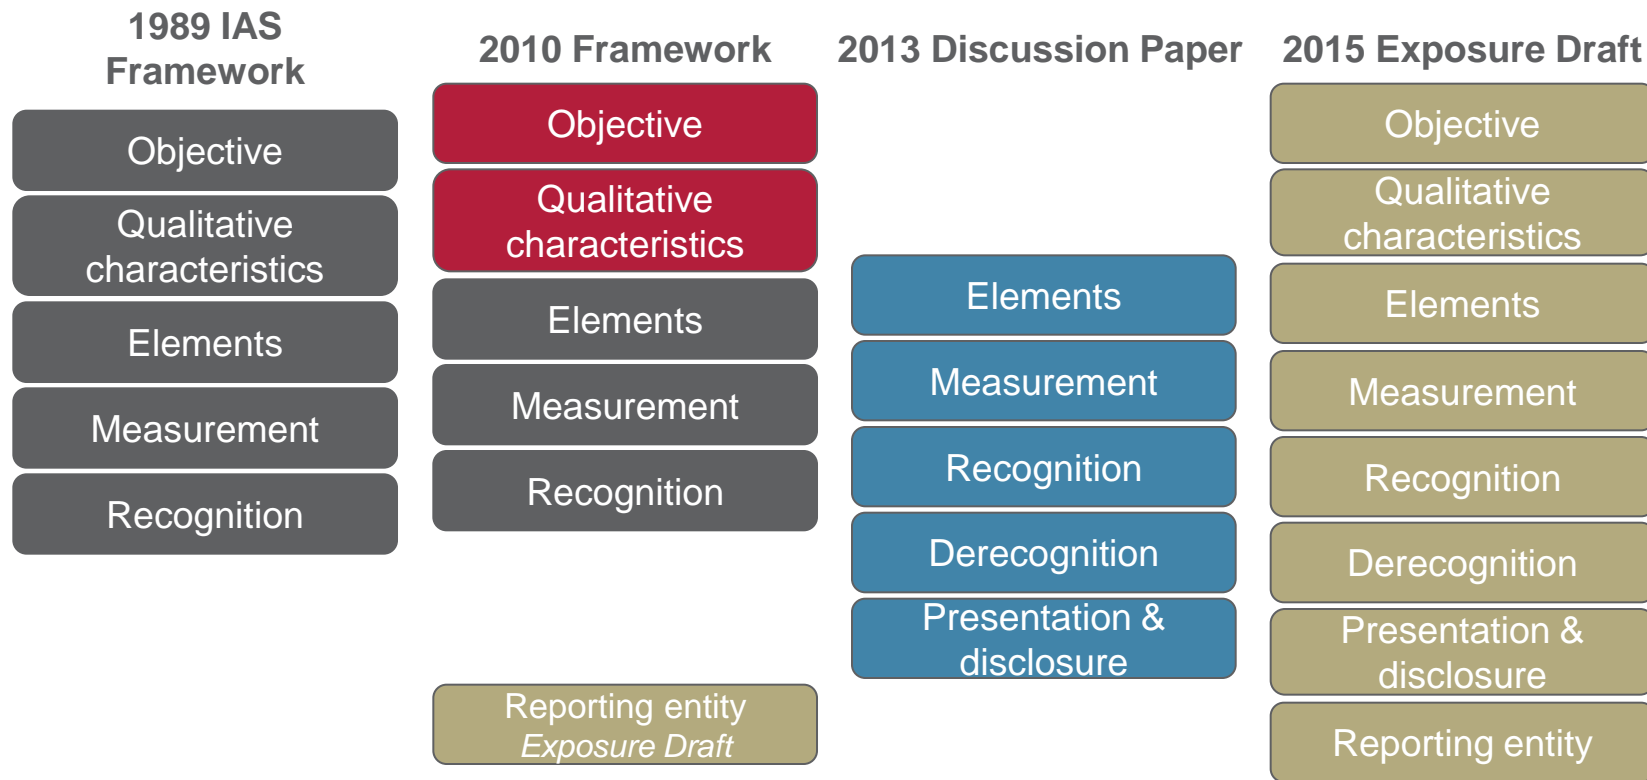 1989 IAS
Framework
Objective
Qualitative
characteristics
Elements
Measurement
Recognition
2010 Framework
Objective
Qualitative
characteristics
Elements
Measurement
Recognition
Reporting entity
Exposure Draft
2013 Discussion Paper
Elements
Measurement
Recognition
Derecognition
Presentation &
disclosure
2015 Exposure Draft
Objective
Qualitative
characteristics
Elements
Measurement
Recognition
Derecognition
Presentation &
disclosure
Reporting entity